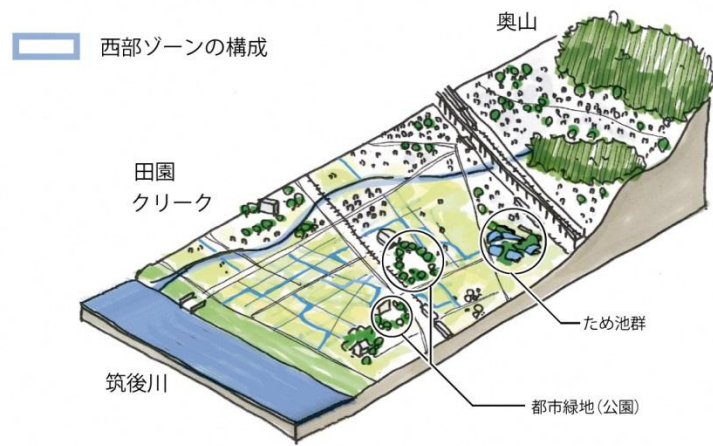 西部ゾーンの構成
奥山
田園
クリーク
ため池群
筑後川
都市緑地(公園)